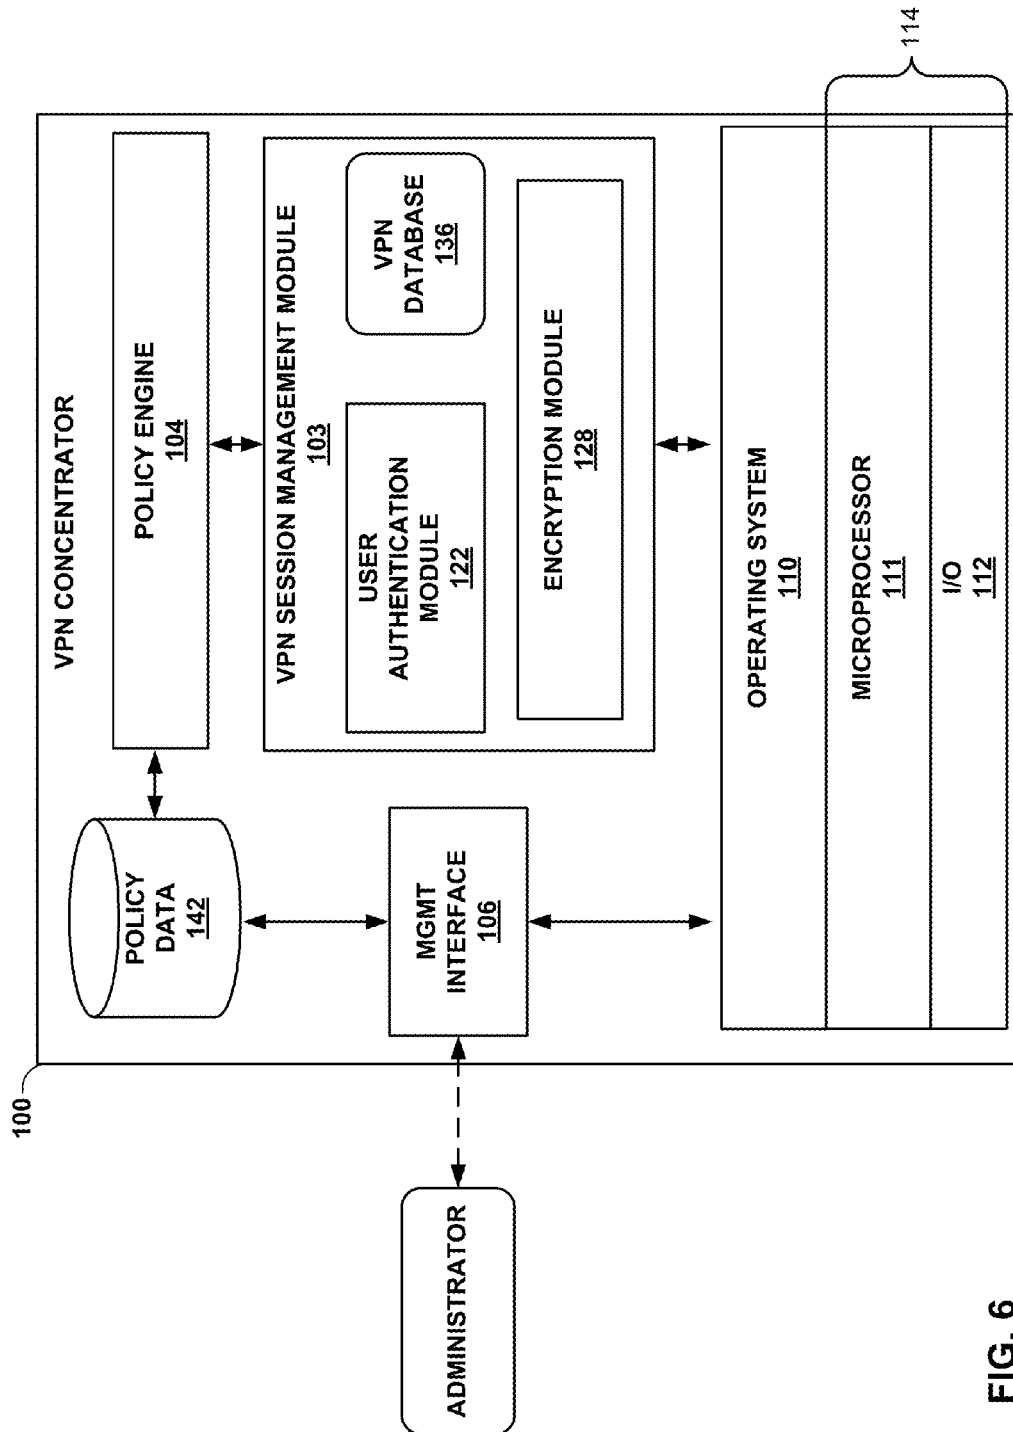 100
VPN CONCENTRATOR
POLICY DATA
142
POLICY ENGINE
104
VPN SESSION MANAGEMENT MODULE
103
USER
AUTHENTICATION
MODULE
122
VPN
DATABASE
136
ENCRYPTION MODULE
128
ADMINISTRATOR
MGMT
INTERFACE
106
OPERATING SYSTEM
110
MICROPROCESSOR
111
I/O
112
114
FIG. 6